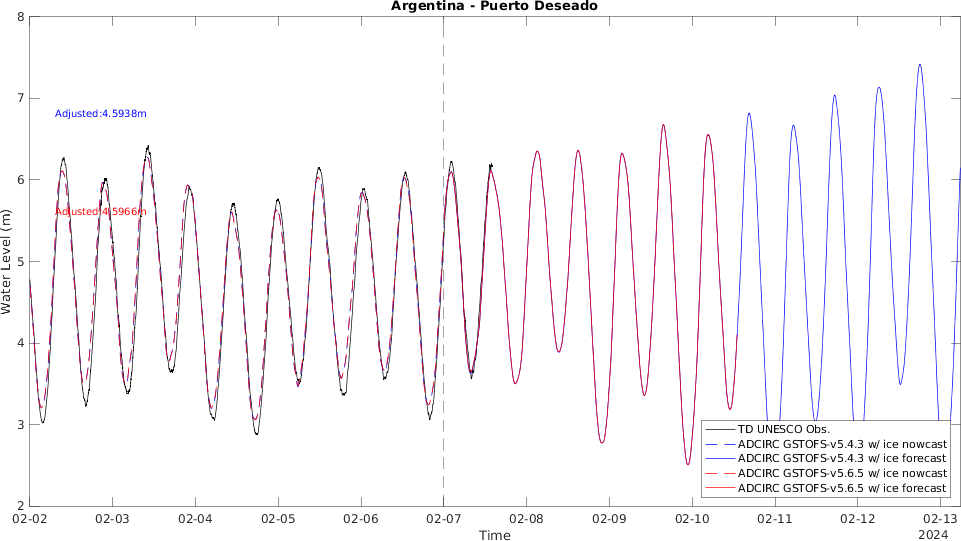 Argentina - Puerto Deseado
8
7
6
5
4
3
2
Water Level (m)
Adjusted:4.5938m
Adjusted:4.5966m
TD UNESCO Obs.
ADCIRC GSTOFS-v5.4.3 w/ ice nowcast
ADCIRC GSTOFS-v5.4.3 w/ ice forecast
ADCIRC GSTOFS-v5.6.5 w/ ice nowcast
ADCIRC GSTOFS-v5.6.5 w/ ice forecast
02-02 02-03 02-04 02-05 02-06 02-07 02-08 02-09 02-10 02-11 02-12 02-13
Time
2024